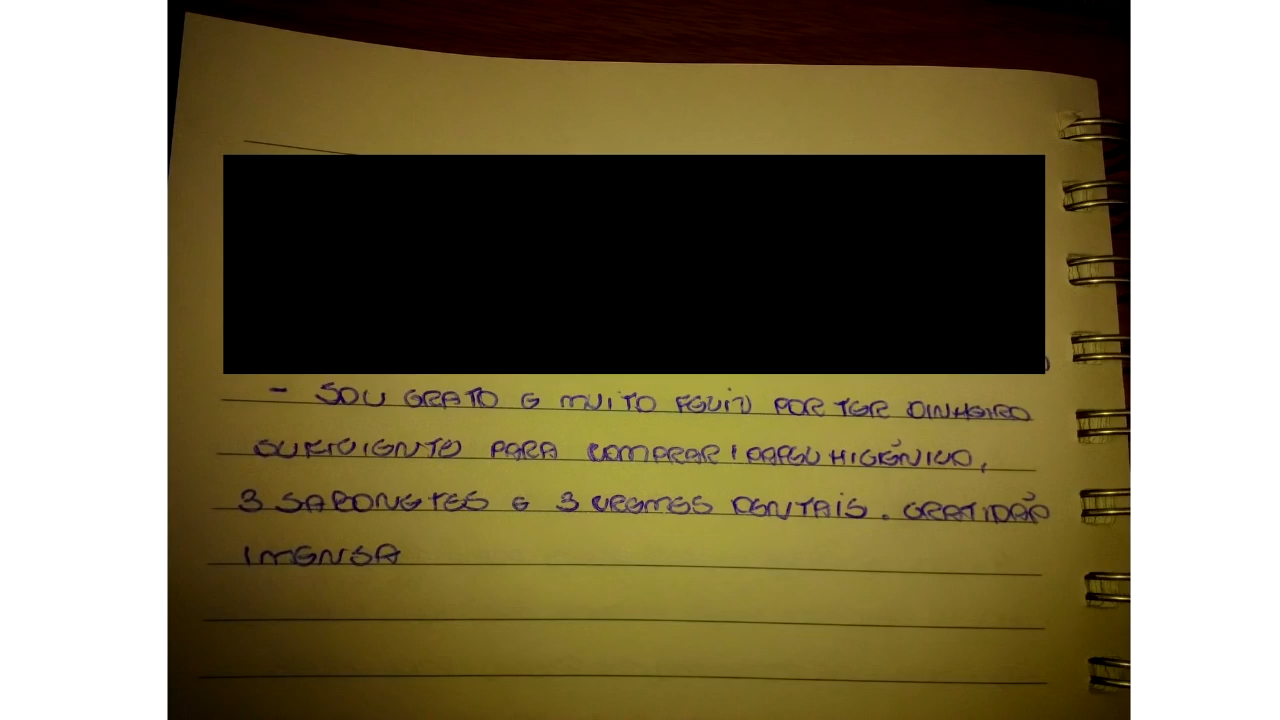 - SOU GRATO E MUITO FELIZ POR TER DINHEIRO
SUFICIENTE PARA COMPRAR 1 PAPEL HIGIÊNICO,
3 SABONETES E 3 CREMES DENTAIS. GRATIDÃO
IMENSA